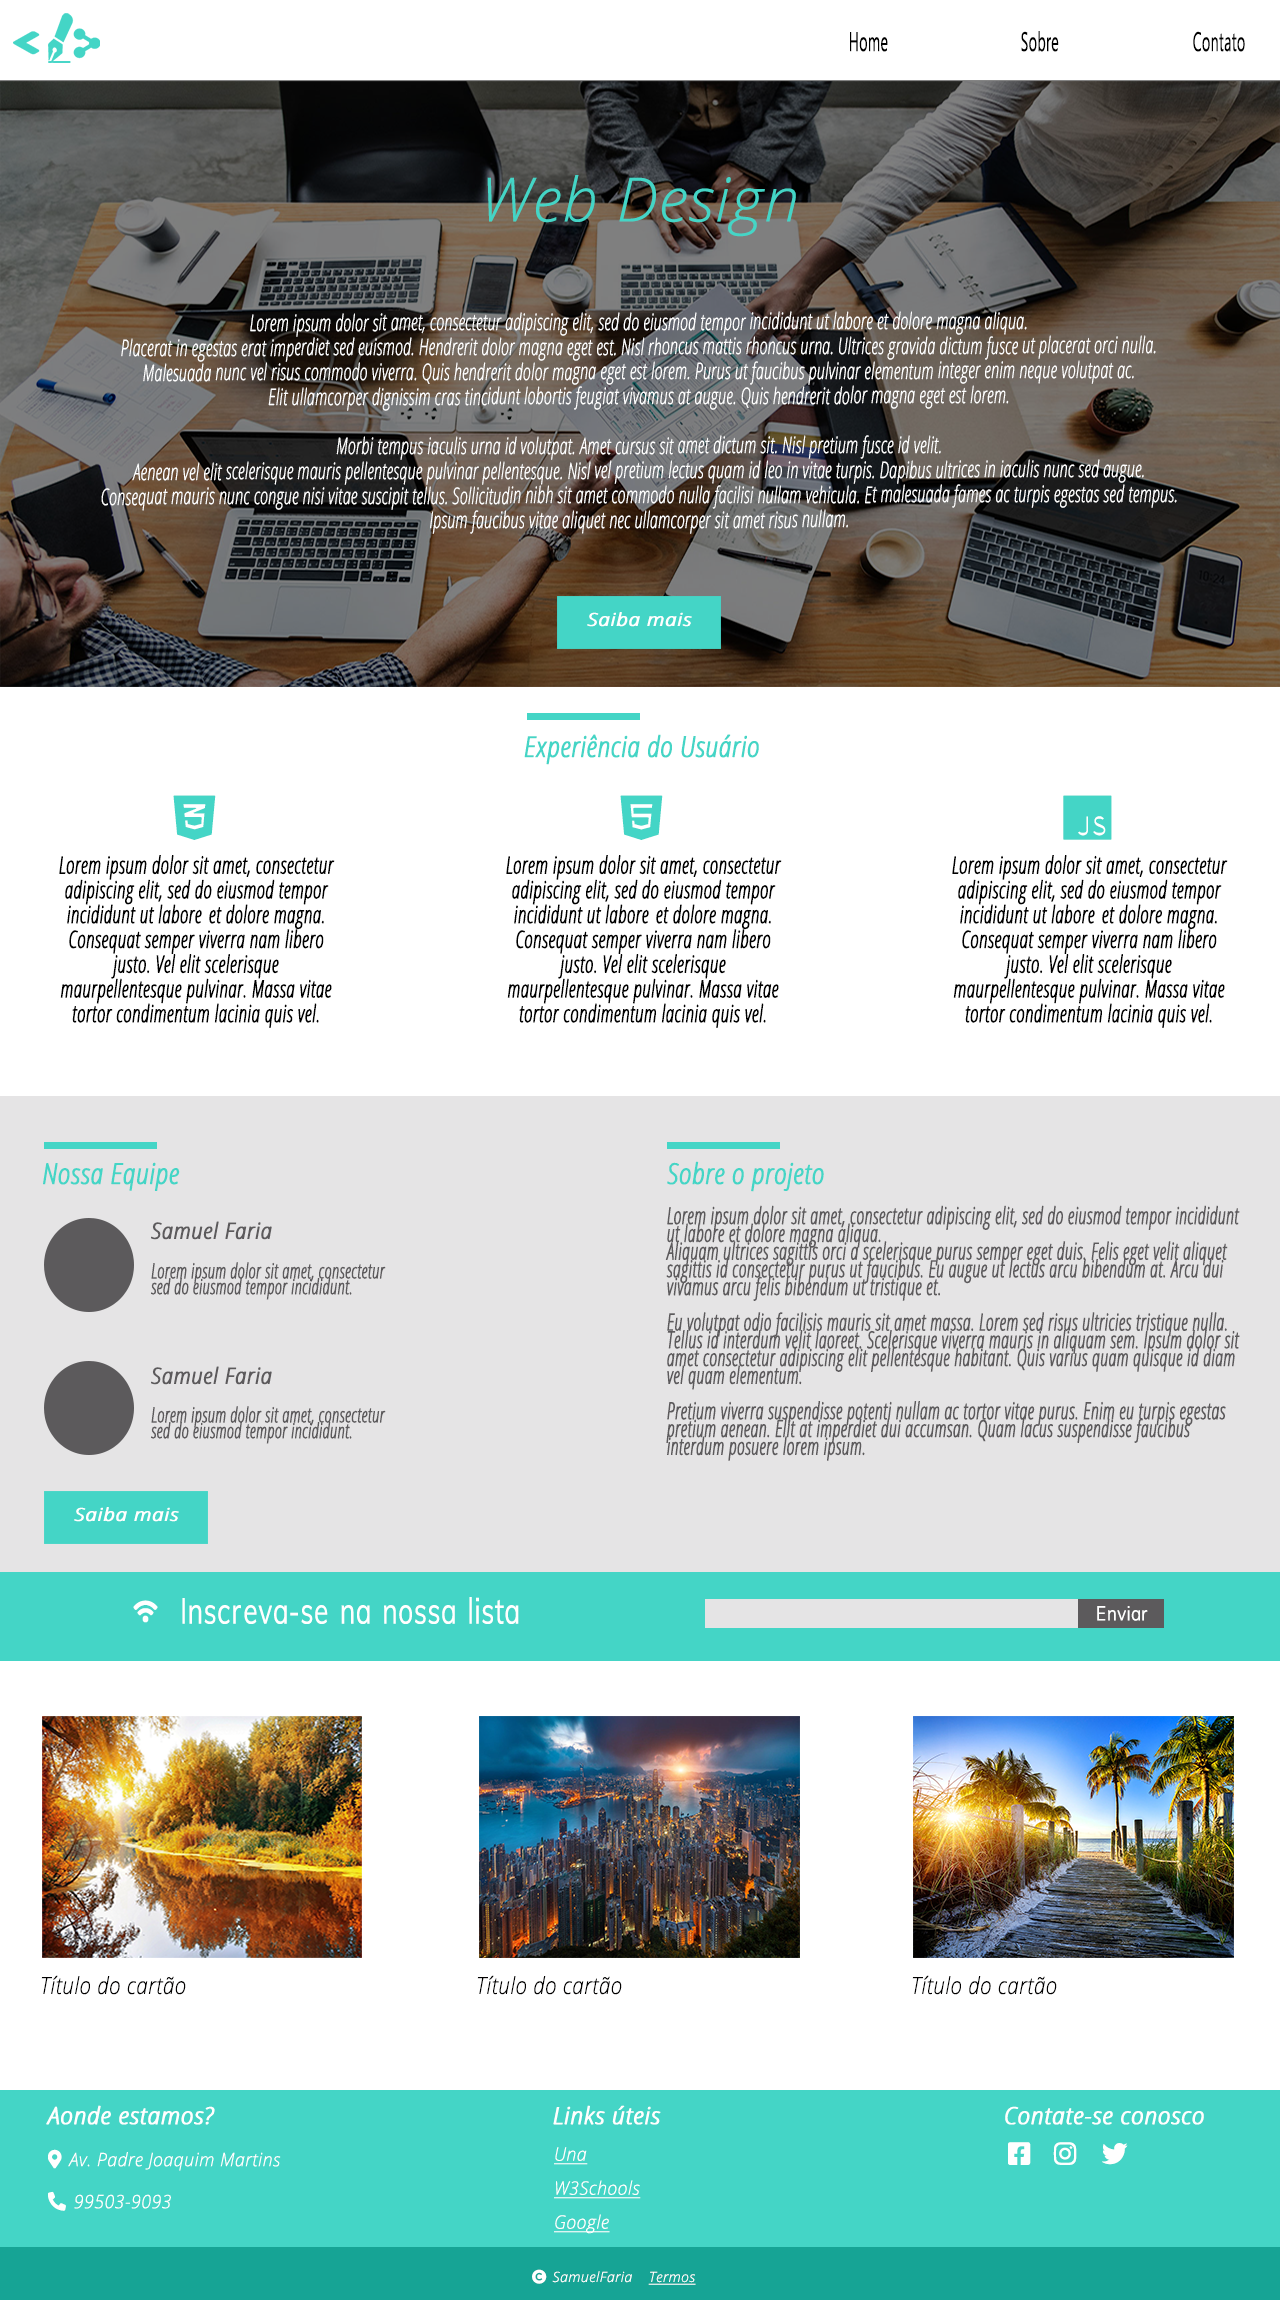 Home Sobre Contato
Web Design
Lorem ipsum dolor sit amet, consectetur adipiscing elit, sed do eiusmod tempor incididunt ut labore et dolore magna aliqua.
Placerat in egestas erat imperdiet sed euismod. Hendrerit dolor magna eget est. Nisl rhoncus mattis rhoncus urna. Ultrices gravida dictum fusce ut placerat orci nulla.
Malesuada nunc vel risus commodo viverra. Quis hendrerit dolor magna eget est lorem. Purus ut faucibus pulvinar elementum integer enim neque volutpat ac.
Elit ullamcorper dignissim cras tincidunt lobortis feugiat vivamus at augue. Quis hendrerit dolor magna eget est lorem.
Morbi tempus iaculis urna id volutpat. Amet cursus sit amet dictum sit. Nisl pretium fusce id velit.
Aenean vel elit scelerisque mauris pellentesque pulvinar pellentesque. Nisl vel pretium lectus quam id leo in vitae turpis. Dapibus ultrices in iaculis nunc sed augue.
Consequat mauris nunc congue nisi vitae suscipit tellus. Sollicitudin nibh sit amet commodo nulla facilisi nullam vehicula. Et malesuada fames ac turpis egestas sed tempus.
Ipsum faucibus vitae aliquet nec ullamcorper sit amet risus nullam.
10:24
Saiba mais
Experiência do Usuário
JS
Lorem ipsum dolor sit amet, consectetur
adipiscing elit, sed do eiusmod tempor
incididunt ut labore et dolore magna.
Consequat semper viverra nam libero
justo. Vel elit scelerisque
maurpellentesque pulvinar. Massa vitae
tortor condimentum lacinia quis vel.
Lorem ipsum dolor sit amet, consectetur
adipiscing elit, sed do eiusmod tempor
incididunt ut labore et dolore magna.
Consequat semper viverra nam libero
justo. Vel elit scelerisque
maurpellentesque pulvinar. Massa vitae
tortor condimentum lacinia quis vel.
Lorem ipsum dolor sit amet, consectetur
adipiscing elit, sed do eiusmod tempor
incididunt ut labore et dolore magna.
Consequat semper viverra nam libero
justo. Vel elit scelerisque
maurpellentesque pulvinar. Massa vitae
tortor condimentum lacinia quis vel.
Nossa Equipe
Samuel Faria
Lorem ipsum dolor sit amet, consectetur
sed do eiusmod tempor incididunt.
Samuel Faria
Lorem ipsum dolor sit amet, consectetur
sed do eiusmod tempor incididunt.
Saiba mais
Sobre o projeto
Lorem ipsum dolor sit amet, consectetur adipiscing elit, sed do eiusmod tempor incididunt
ut labore et dolore magna aliqua.
Aliquam ultrices sagittis orci a scelerisque purus semper eget duis. Felis eget velit aliquet
sagittis id consectetur purus ut faucibus. Eu augue ut lectus arcu bibendum at. Arcu dui
vivamus arcu felis bibendum ut tristique et.
Eu volutpat odio facilisis mauris sit amet massa. Lorem sed risus ultricies tristique nulla.
Tellus id interdum velit laoreet. Scelerisque viverra mauris in aliquam sem. Ipsum dolor sit
amet consectetur adipiscing elit pellentesque habitant. Quis varius quam quisque id diam
vel quam elementum.
Pretium viverra suspendisse potenti nullam ac tortor vitae purus. Enim eu turpis egestas
pretium aenean. Elit at imperdiet dui accumsan. Quam lacus suspendisse faucibus
interdum posuere lorem ipsum.
Inscreva-se na nossa lista
Enviar
Título do cartão
Título do cartão
Título do cartão
Aonde estamos?
Av. Padre Joaquim Martins
99503-9093
Links úteis
Una
W3Schools
Google
Contate-se conosco
© SamuelFaria Termos